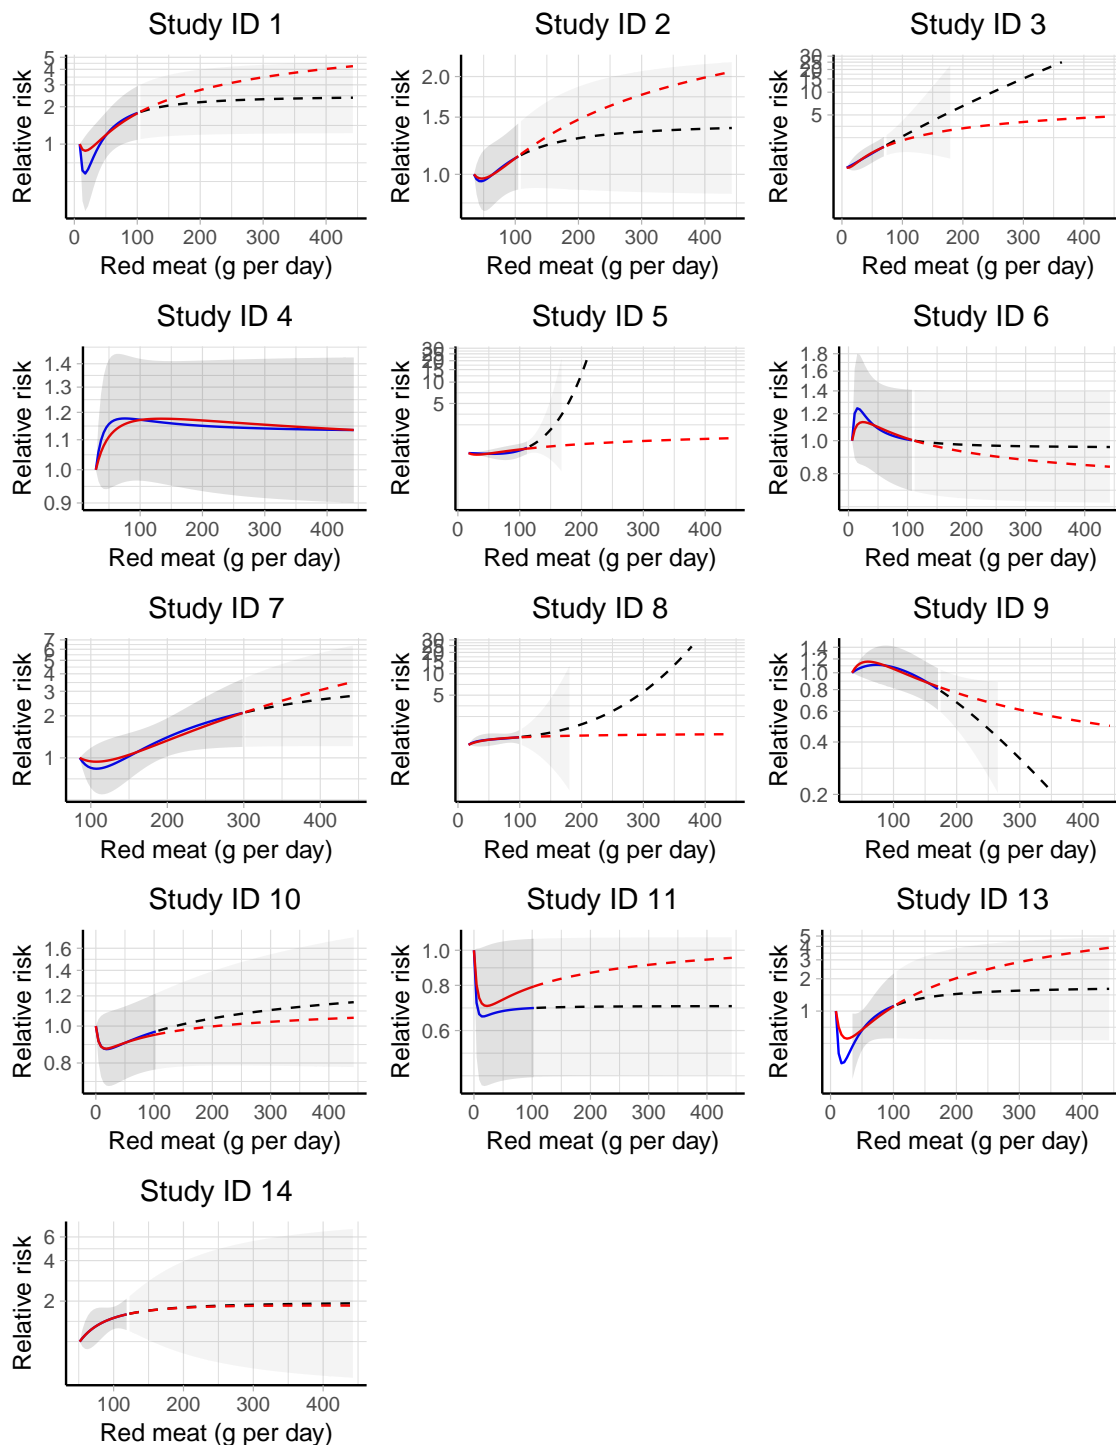 Study ID 1
Relative risk
5
4
3
2
1
0 100 200 300 400
Red meat (g per day)
Study ID 2
Relative risk
2.0
1.5
1.0
100 200 300 400
Red meat (g per day)
Study ID 3
Relative risk
30
25
20
15
10
5
0 100 200 300 400
Red meat (g per day)
Study ID 4
Relative risk
1.4
1.3
1.2
1.1
1.0
0.9
0 100 200 300 400
Red meat (g per day)
Study ID 5
Relative risk
30
25
20
15
10
5
0 100 200 300 400
Red meat (g per day)
Study ID 6
Relative risk
1.8
1.6
1.4
1.2
1.0
0.8
0 100 200 300 400
Red meat (g per day)
Study ID 7
Relative risk
7
6
5
4
3
2
1
100 200 300 400
Red meat (g per day)
Study ID 8
Relative risk
30
25
20
15
10
5
0 100 200 300 400
Red meat (g per day)
Study ID 9
Relative risk
1.4
1.2
1.0
0.8
0.6
0.4
0.2
100 200 300 400
Red meat (g per day)
Study ID 10
Relative risk
1.6
1.4
1.2
1.0
0.8
0 100 200 300 400
Red meat (g per day)
Study ID 11
Relative risk
1.0
0.8
0.6
0 100 200 300 400
Red meat (g per day)
Study ID 13
Relative risk
5
4
3
2
1
0 100 200 300 400
Red meat (g per day)
Study ID 14
Relative risk
6
4
2
100 200 300 400
Red meat (g per day)